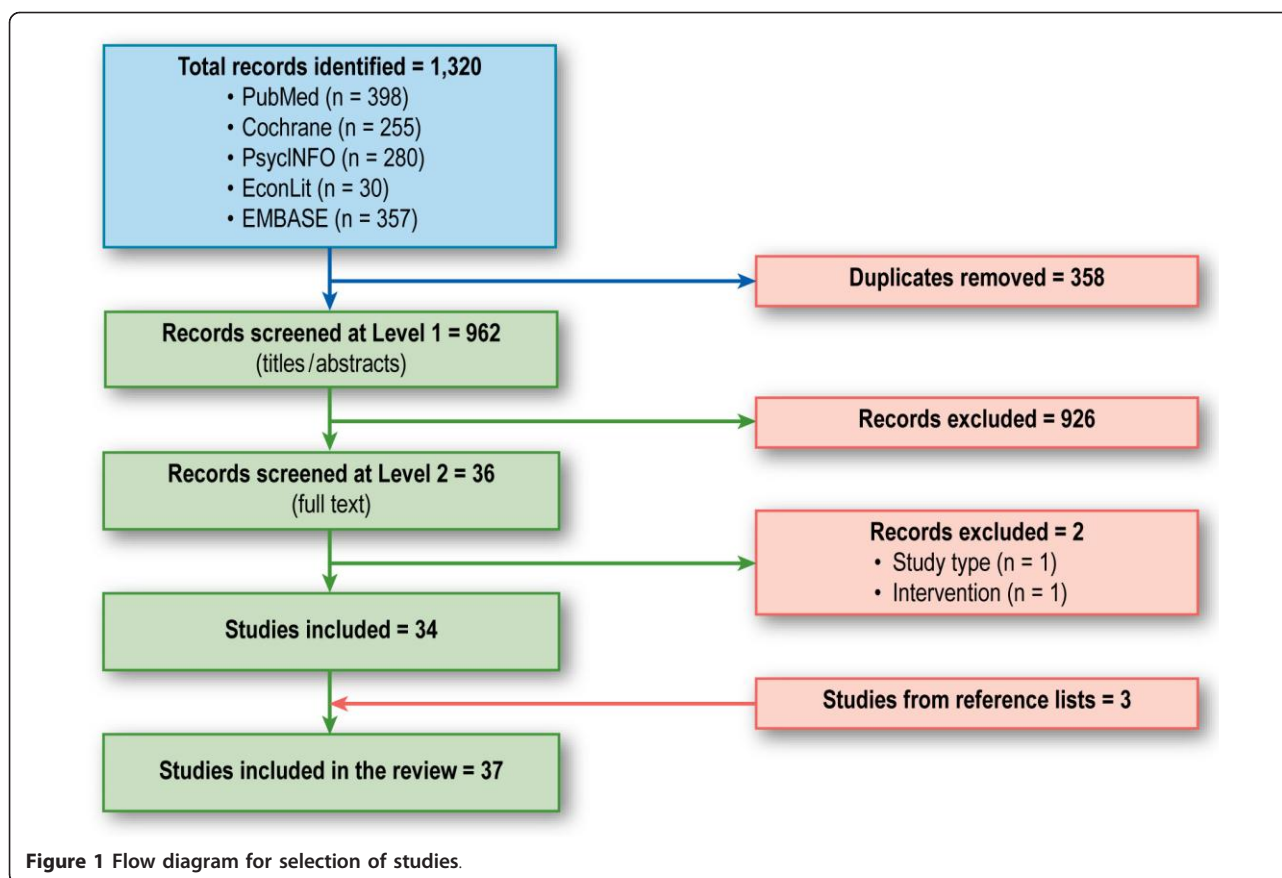 Total records identified = 1,320
• PubMed (n = 398)
• Cochrane (n = 255)
• PsycINFO (n = 280)
• EconLit (n = 30)
• EMBASE (n = 357)
Duplicates removed = 358
Records screened at Level 1 = 962
(titles/abstracts)
Records excluded = 926
Records screened at Level 2 = 36
(full text)
Records excluded = 2
• Study type (n = 1)
• Intervention (n = 1)
Studies included = 34
Studies from reference lists = 3
Studies included in the review = 37
Figure 1 Flow diagram for selection of studies.